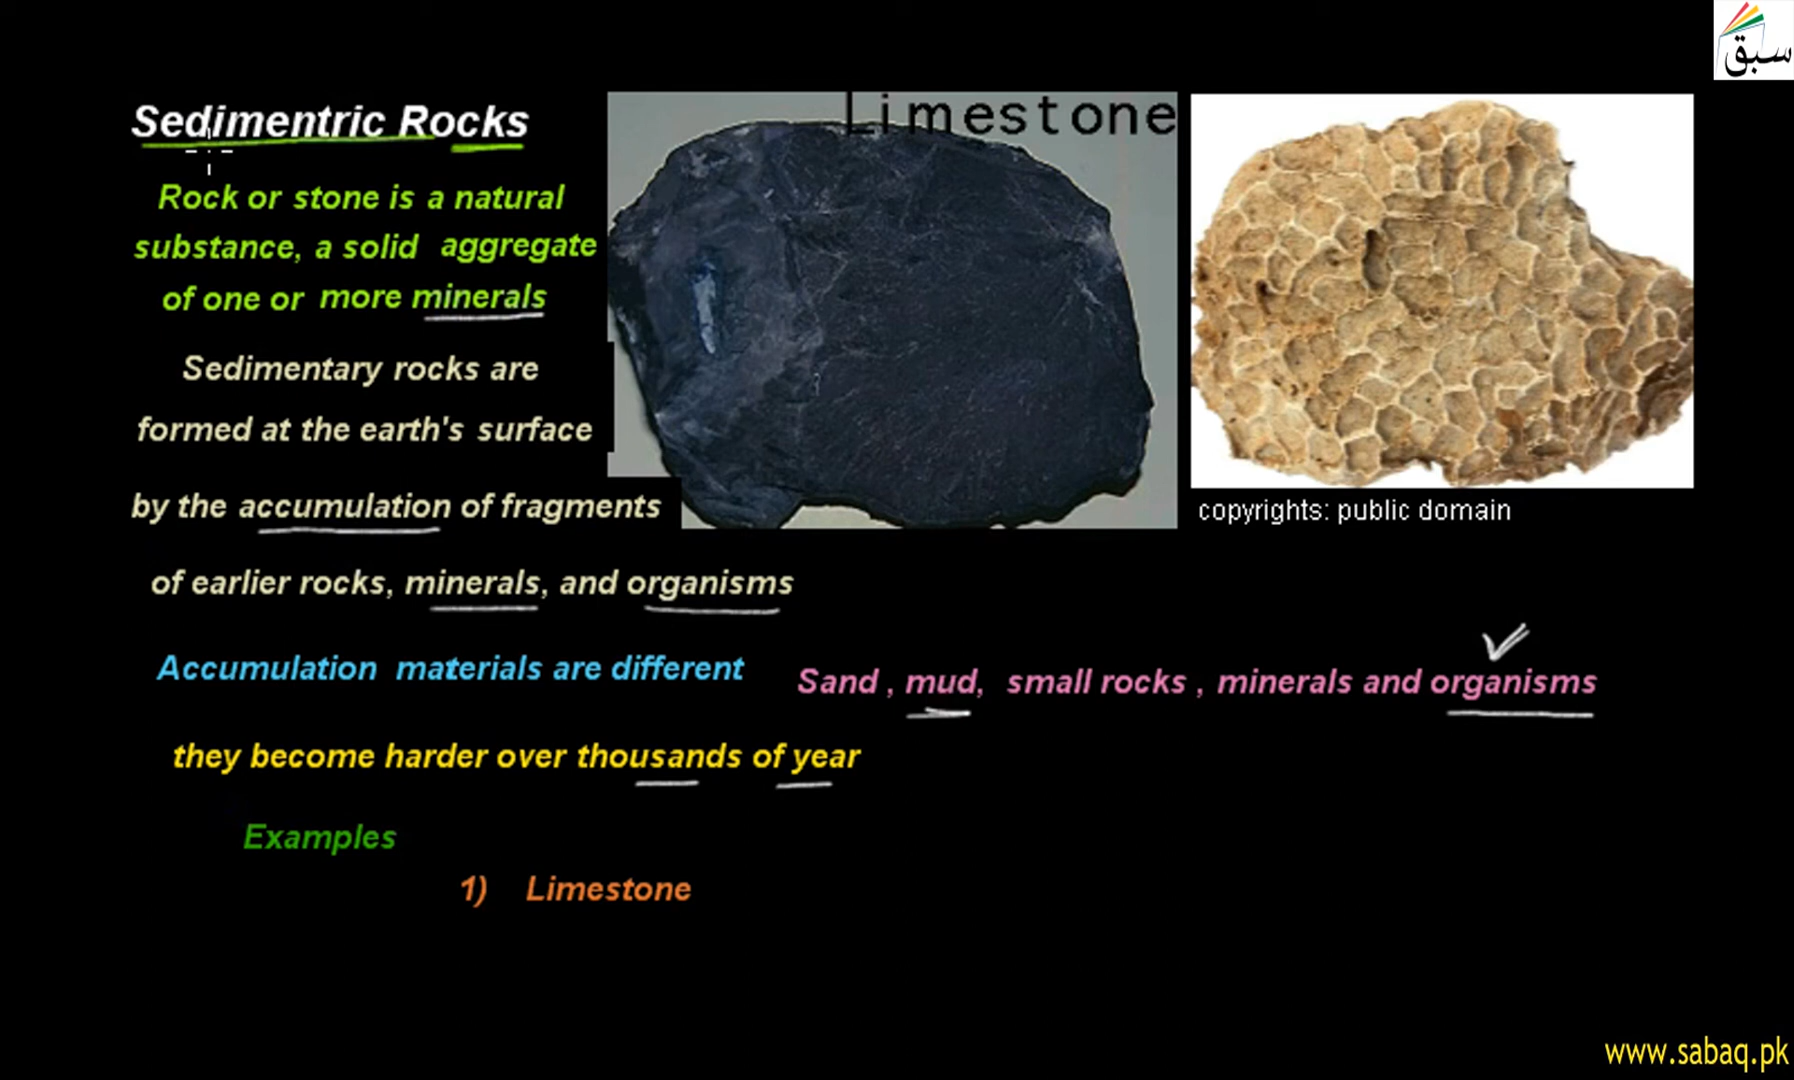 سبق
Sedimentric Rocks
Limestone
Rock or stone is a natural
substance, a solid aggregate
of one or more minerals
Sedimentary rocks are
formed at the earth's surface
by the accumulation of fragments
copyrights: public domain
of earlier rocks, minerals, and organisms
Accumulation materials are different
Sand , mud, small rocks , minerals and organisms
they become harder over thousands of year
Examples
1) Limestone
www.sabaq.pk